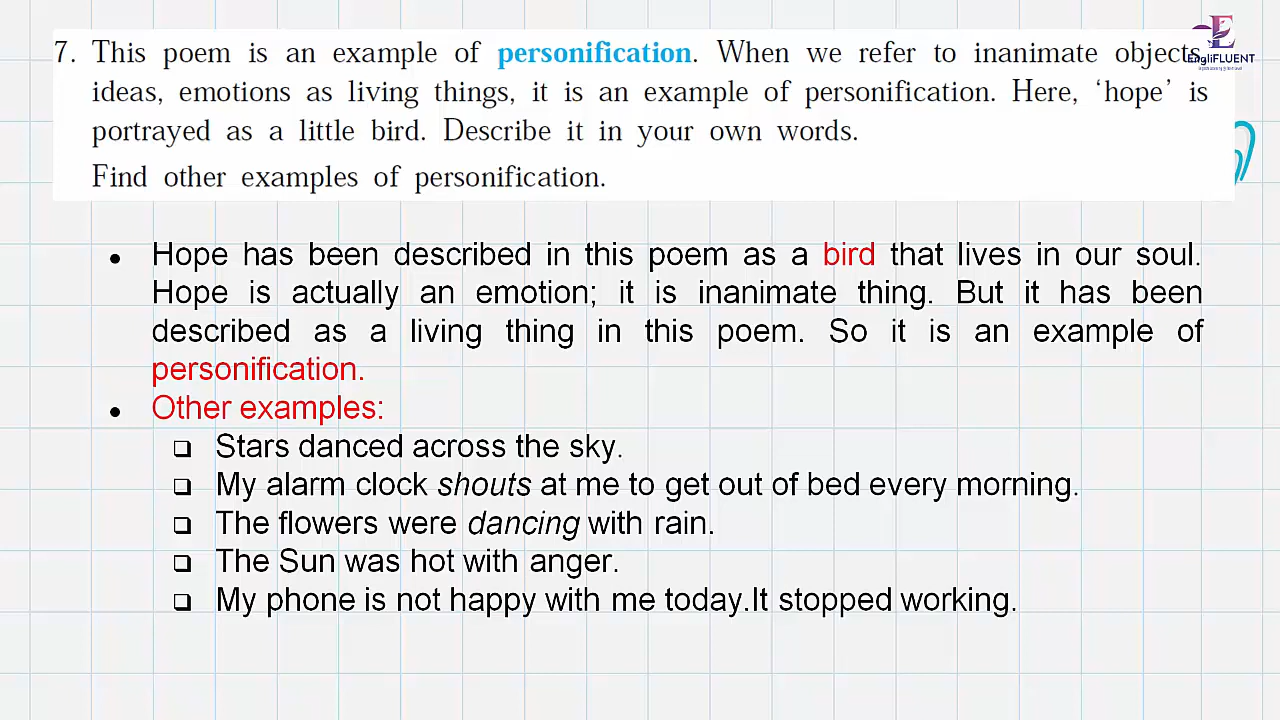 7. This poem is an example of personification. When we refer to inanimate objects,
ideas, emotions as living things, it is an example of personification. Here, ‘hope’ is
portrayed as a little bird. Describe it in your own words.
Find other examples of personification.
E
EngliFLUENT
• Hope has been described in this poem as a bird that lives in our soul.
Hope is actually an emotion; it is inanimate thing. But it has been
described as a living thing in this poem. So it is an example of
personification.
• Other examples:
❑ Stars danced across the sky.
❑ My alarm clock shouts at me to get out of bed every morning.
❑ The flowers were dancing with rain.
❑ The Sun was hot with anger.
❑ My phone is not happy with me today.It stopped working.